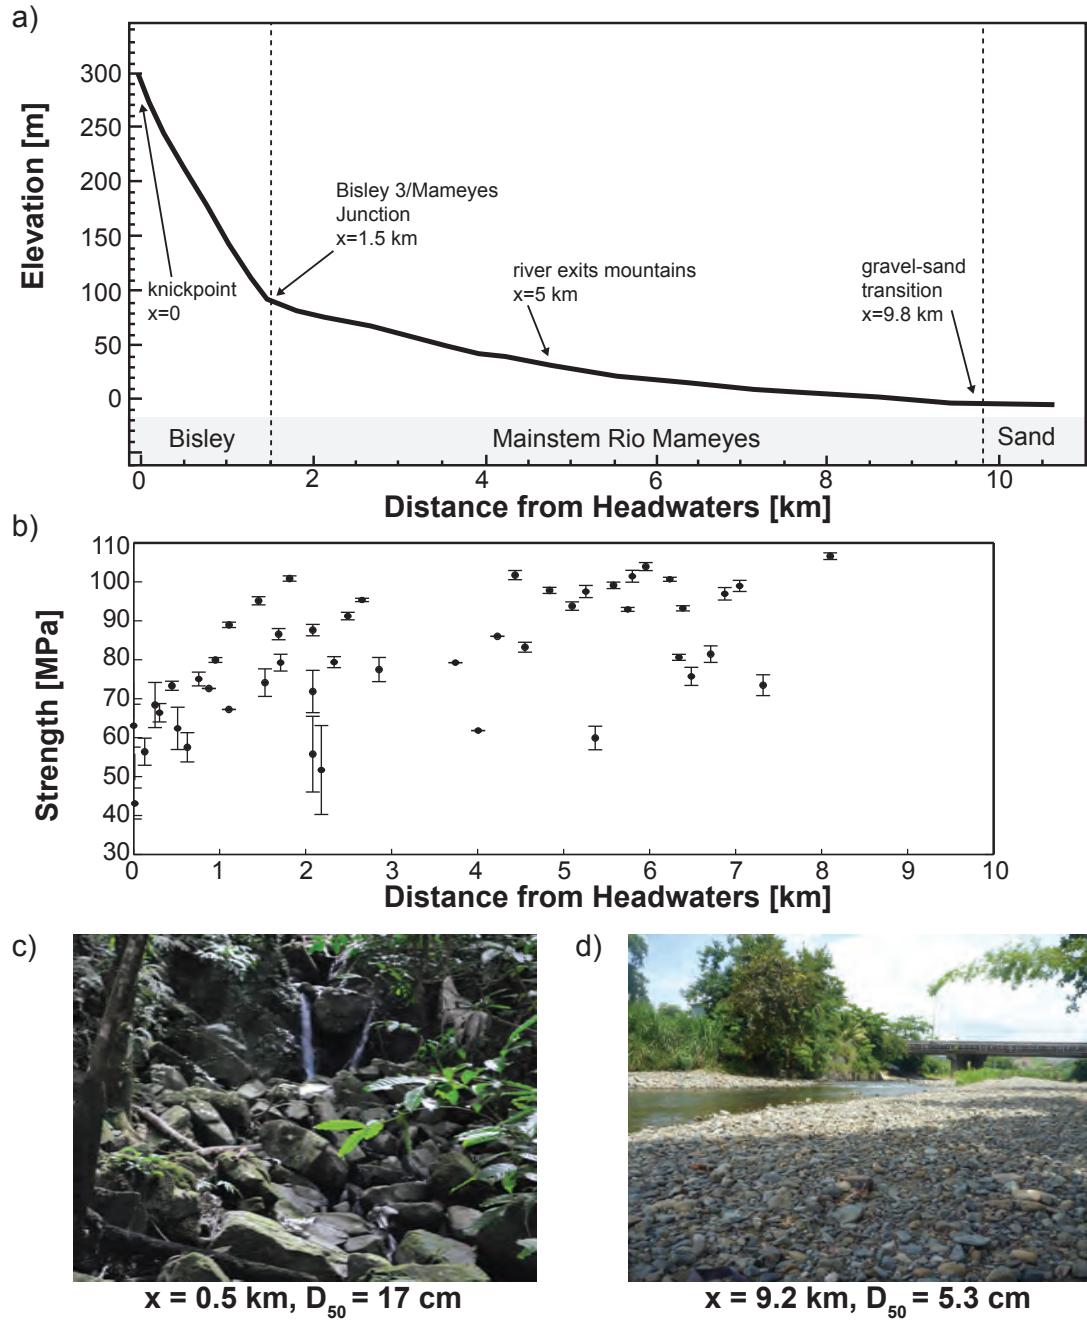 a)
Elevation [m]
300
250
200
150
100
50
0
knickpoint
x=0
Bisley 3/Mameyes
Junction
x=1.5 km
river exits mountains
x=5 km
gravel-sand
transition
x=9.8 km
Bisley
Mainstem Rio Mameyes
Sand
0 2 4 6 8 10
Distance from Headwaters [km]
b)
Strength [MPa]
110
100
90
80
70
60
50
40
30
0 1 2 3 4 5 6 7 8 9 10
Distance from Headwaters [km]
c)
x = 0.5 km, D50 = 17 cm
d)
x = 9.2 km, D50 = 5.3 cm